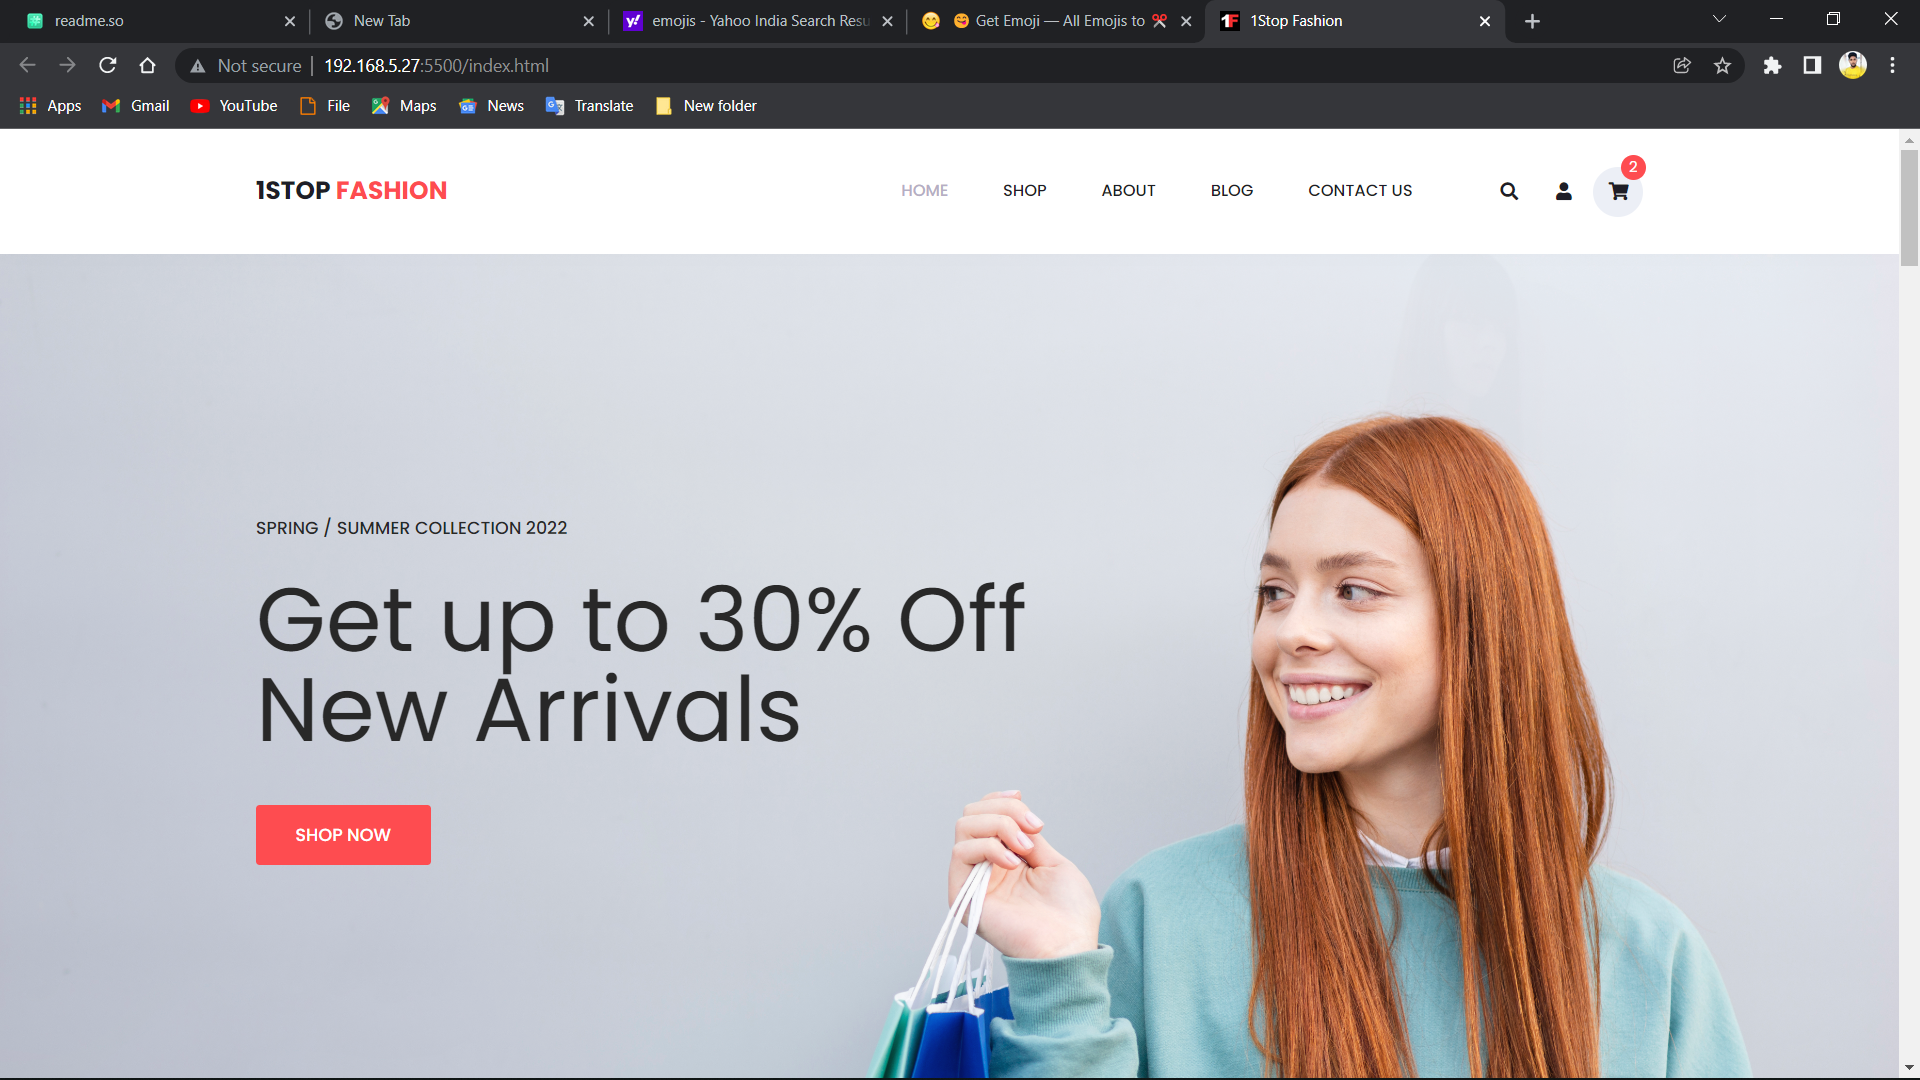 readme.so
New Tab
emojis - Yahoo India Search Resu
Get Emoji — All Emojis to
1Stop Fashion
Not secure
192.168.5.27:5500/index.html
Apps
Gmail
YouTube
File
Maps
News
Translate
New folder
1STOP FASHION
HOME
SHOP
ABOUT
BLOG
CONTACT US
2
SPRING / SUMMER COLLECTION 2022
Get up to 30% Off
New Arrivals
SHOP NOW